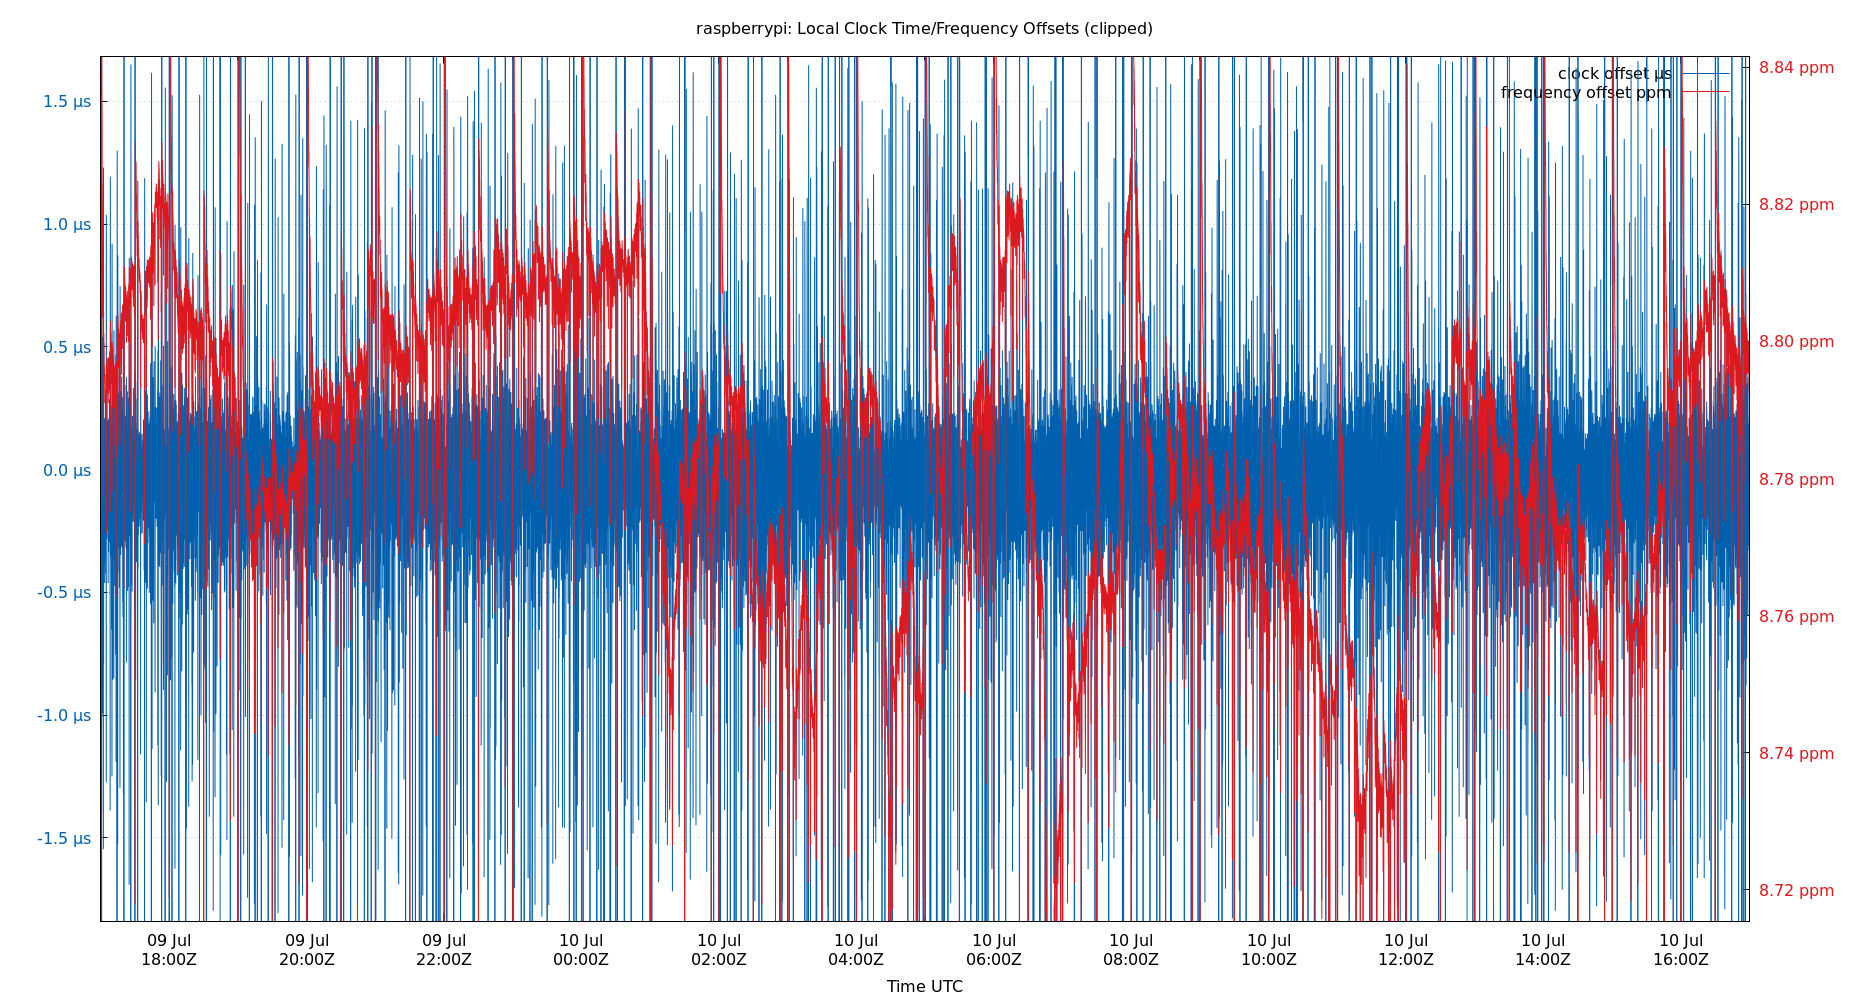 raspberrypi: Local Clock Time/Frequency Offsets (clipped)
clock offset µs
frequency offset ppm
1.5 µs
1.0 µs
0.5 µs
0.0 µs
-0.5 µs
-1.0 µs
-1.5 µs
8.84 ppm
8.82 ppm
8.80 ppm
8.78 ppm
8.76 ppm
8.74 ppm
8.72 ppm
09 Jul
18:00Z
09 Jul
20:00Z
09 Jul
22:00Z
10 Jul
00:00Z
10 Jul
02:00Z
10 Jul
04:00Z
10 Jul
06:00Z
10 Jul
08:00Z
10 Jul
10:00Z
10 Jul
12:00Z
10 Jul
14:00Z
10 Jul
16:00Z
Time UTC